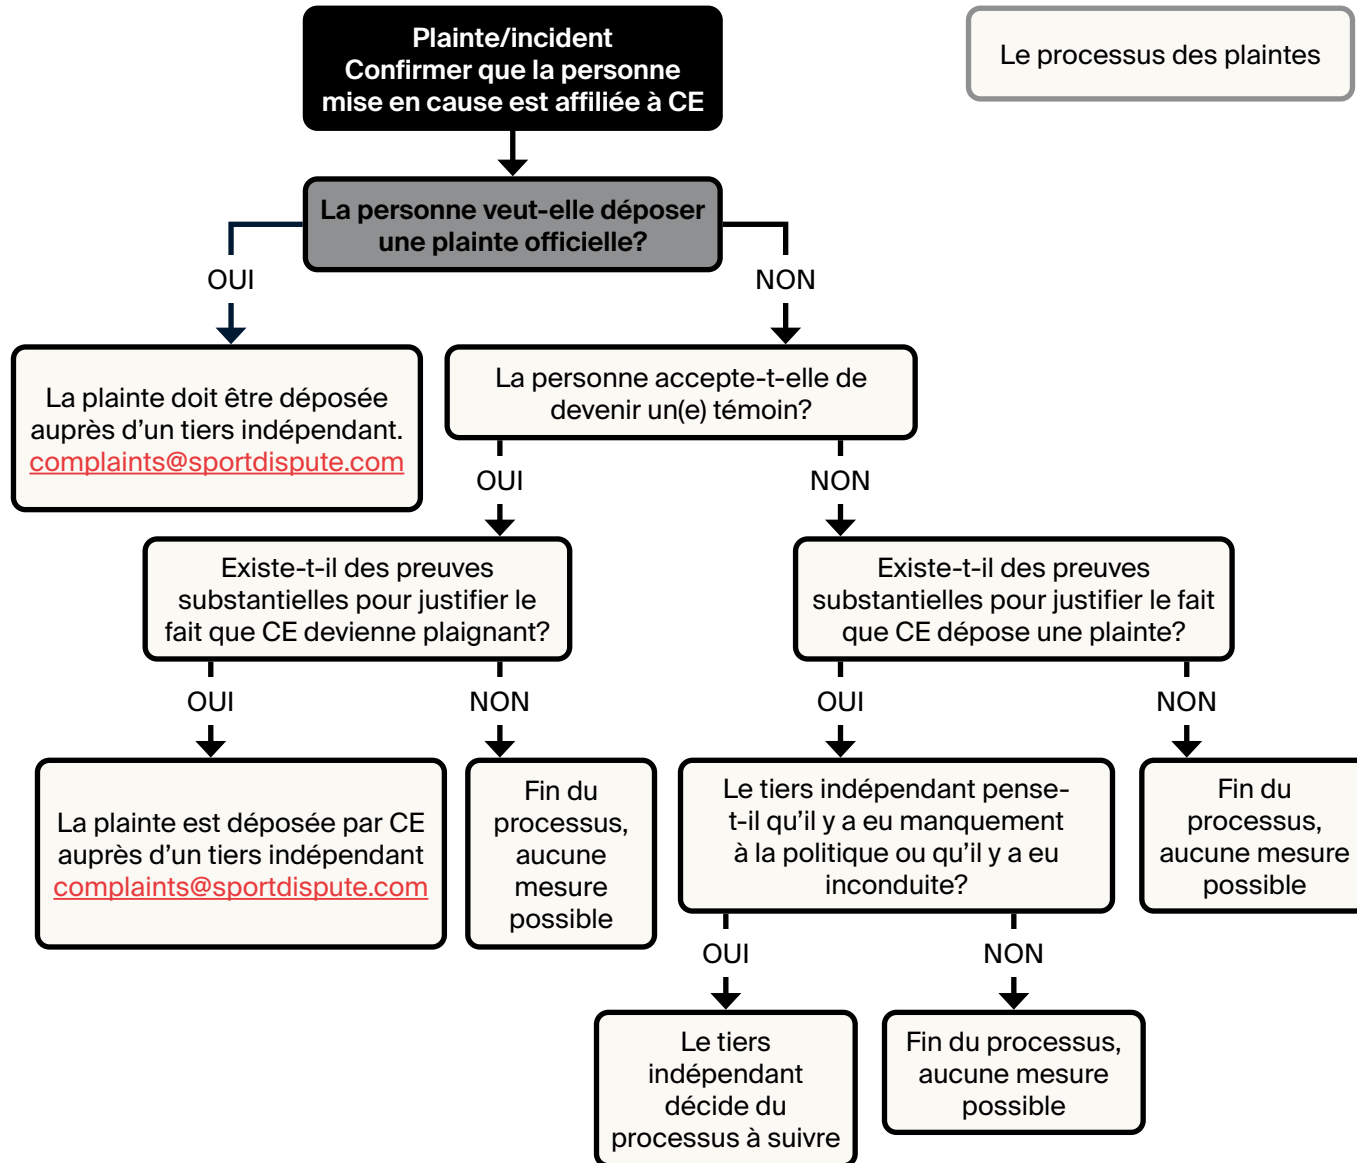 Plainte/incident
Confirmer que la personne
mise en cause est affiliée à CE
Le processus des plaintes
La personne veut-elle déposer
une plainte officielle?
OUI
NON
La plainte doit être déposée
auprès d'un tiers indépendant.
complaints@sportdispute.com
La personne accepte-t-elle de
devenir un(e) témoin?
OUI
NON
Existe-t-il des preuves
substantielles pour justifier le
fait que CE devienne plaignant?
Existe-t-il des preuves
substantielles pour justifier le fait
que CE dépose une plainte?
OUI
NON
OUI
NON
La plainte est déposée par CE
auprès d'un tiers indépendant
complaints@sportdispute.com
Fin du
processus,
aucune
mesure
possible
Le tiers indépendant pense-
t-il qu'il y a eu manquement
à la politique ou qu'il y a eu
inconduite?
Fin du
processus,
aucune mesure
possible
OUI
NON
Le tiers
indépendant
décide du
processus à suivre
Fin du processus,
aucune mesure
possible